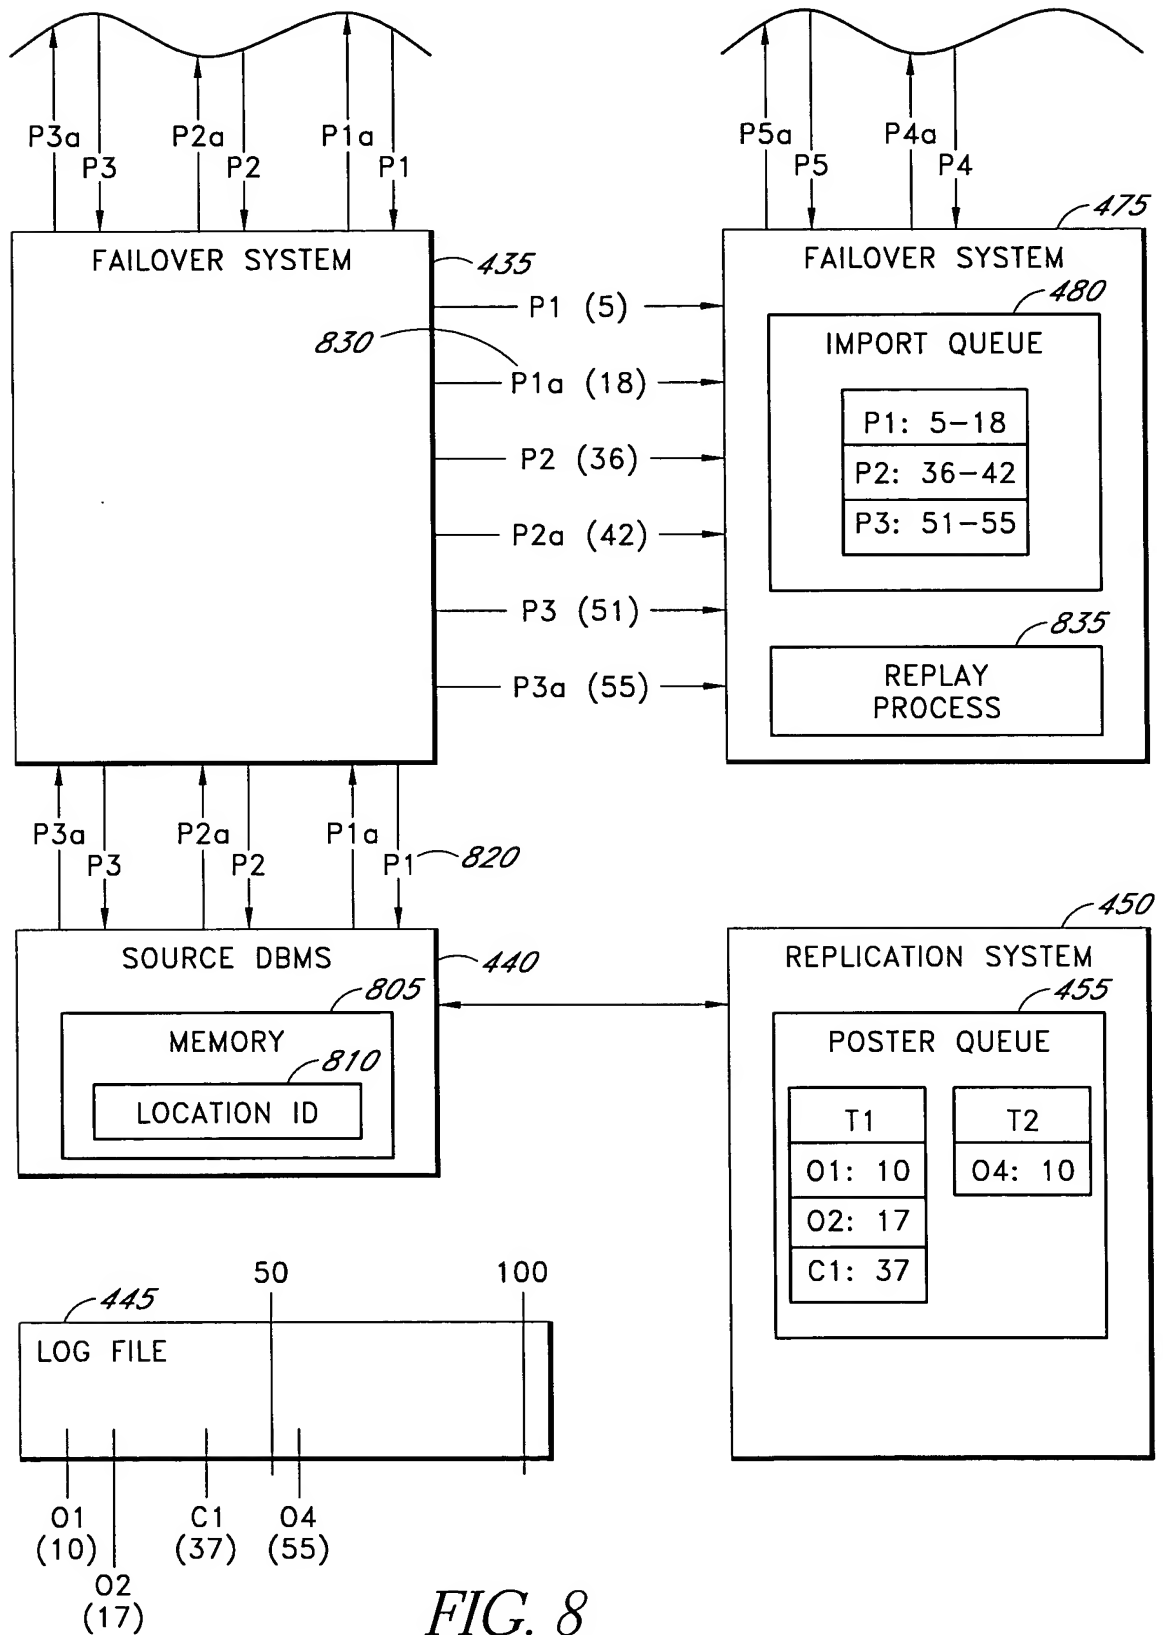 P3a
P3
P2a
P2
P1a
P1
P5a
P5
P4a
P4
FAILOVER SYSTEM
435
P1 (5)
830
P1a (18)
P2 (36)
P2a (42)
P3 (51)
P3a (55)
475
FAILOVER SYSTEM
480
IMPORT QUEUE
P1: 5-18
P2: 36-42
P3: 51-55
835
REPLAY
PROCESS
P3a
P3
P2a
P2
P1a
P1
820
SOURCE DBMS
440
805
MEMORY
810
LOCATION ID
450
REPLICATION SYSTEM
455
POSTER QUEUE
T1
O1: 10
O2: 17
C1: 37
T2
O4: 10
50
100
445
LOG FILE
O1
(10)
O2
(17)
C1
(37)
O4
(55)
FIG. 8